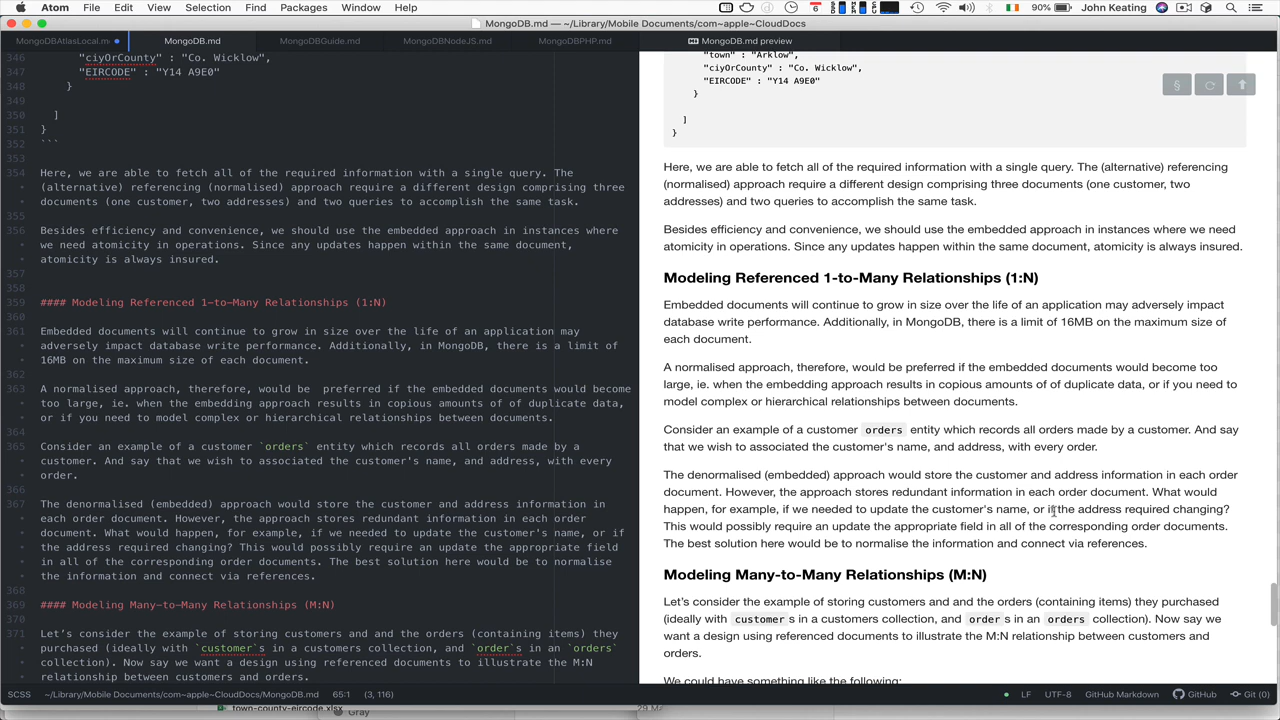 Atom File Edit View Selection Find Packages Window Help 6 90% John Keating
MongoDB.md — ~/Library/Mobile Documents/com~apple~CloudDocs
MongoDBAtlasLocal.md MongoDB.md MongoDBGuide.md MongoDBNodeJS.md MongoDBPHP.md MongoDB.md preview
346 "ciyOrCounty" : "Co. Wicklow",
347 "EIRCODE" : "Y14 A9E0"
348 }
349
350 ]
351 }
352 ```
353
354 Here, we are able to fetch all of the required information with a single query. The
(alternative) referencing (normalised) approach require a different design comprising three
documents (one customer, two addresses) and two queries to accomplish the same task.
355
356 Besides efficiency and convenience, we should use the embedded approach in instances where
we need atomicity in operations. Since any updates happen within the same document,
atomicity is always insured.
357
358
359 #### Modeling Referenced 1-to-Many Relationships (1:N)
360
361 Embedded documents will continue to grow in size over the life of an application may
adversely impact database write performance. Additionally, in MongoDB, there is a limit of
16MB on the maximum size of each document.
362
363 A normalised approach, therefore, would be  preferred if the embedded documents would become
too large, ie. when the embedding approach results in copious amounts of of duplicate data,
or if you need to model complex or hierarchical relationships between documents.
364
365 Consider an example of a customer `orders` entity which records all orders made by a
customer. And say that we wish to associated the customer's name, and address, with every
order.
366
367 The denormalised (embedded) approach would store the customer and address information in
each order document. However, the approach stores redundant information in each order
document. What would happen, for example, if we needed to update the customer's name, or if
the address required changing? This would possibly require an update the appropriate field
in all of the corresponding order documents. The best solution here would be to normalise
the information and connect via references.
368
369 #### Modeling Many-to-Many Relationships (M:N)
370
371 Let's consider the example of storing customers and and the orders (containing items) they
purchased (ideally with `customer`s in a customers collection, and `order`s in an `orders`
collection). Now say we want a design using referenced documents to illustrate the M:N
relationship between customers and orders.
"town" : "Arklow",
"ciyOrCounty" : "Co. Wicklow",
"EIRCODE" : "Y14 A9E0"
}
]
}
§
Here, we are able to fetch all of the required information with a single query. The (alternative) referencing
(normalised) approach require a different design comprising three documents (one customer, two
addresses) and two queries to accomplish the same task.
Besides efficiency and convenience, we should use the embedded approach in instances where we need
atomicity in operations. Since any updates happen within the same document, atomicity is always insured.
Modeling Referenced 1-to-Many Relationships (1:N)
Embedded documents will continue to grow in size over the life of an application may adversely impact
database write performance. Additionally, in MongoDB, there is a limit of 16MB on the maximum size of
each document.
A normalised approach, therefore, would be preferred if the embedded documents would become too
large, ie. when the embedding approach results in copious amounts of of duplicate data, or if you need to
model complex or hierarchical relationships between documents.
Consider an example of a customer orders entity which records all orders made by a customer. And say
that we wish to associated the customer's name, and address, with every order.
The denormalised (embedded) approach would store the customer and address information in each order
document. However, the approach stores redundant information in each order document. What would
happen, for example, if we needed to update the customer's name, or if the address required changing?
This would possibly require an update the appropriate field in all of the corresponding order documents.
The best solution here would be to normalise the information and connect via references.
Modeling Many-to-Many Relationships (M:N)
Let's consider the example of storing customers and and the orders (containing items) they purchased
(ideally with customers in a customers collection, and orders in an orders collection). Now say we
want a design using referenced documents to illustrate the M:N relationship between customers and
orders.
We could have something like the following:
SCSS ~/Library/Mobile Documents/com~apple~CloudDocs/MongoDB.md 65:1 (3, 116) LF UTF-8 GitHub Markdown GitHub Git (0)
town-county-eircode.xlsx Gray